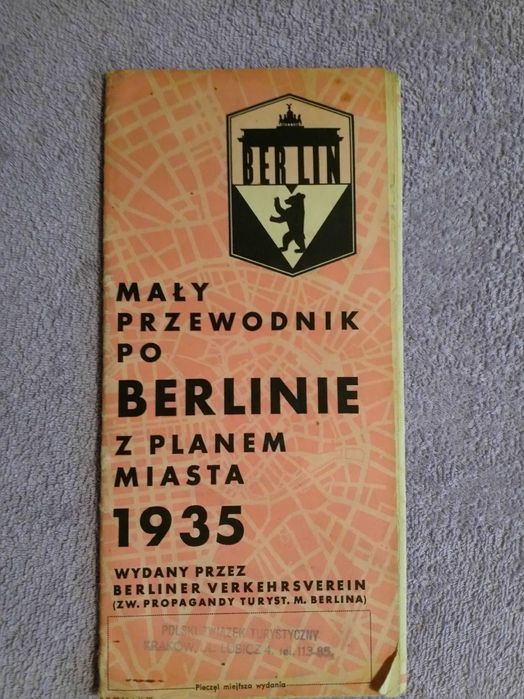 BERLIN
MAŁY
PRZEWODNIK
PO
BERLINIE
Z PLANEM
MIASTA
1935
WYDANY PRZEZ
BERLINER VERKEHRSVEREIN
(ZW. PROPAGANDY TURYST. M. BERLINA)
POLSKI ZWIĄZEK TURYSTYCZNY
KRAKÓW, UL. LUBICZ 4, tel. 113-85.
Pieczęć miejsca wydania